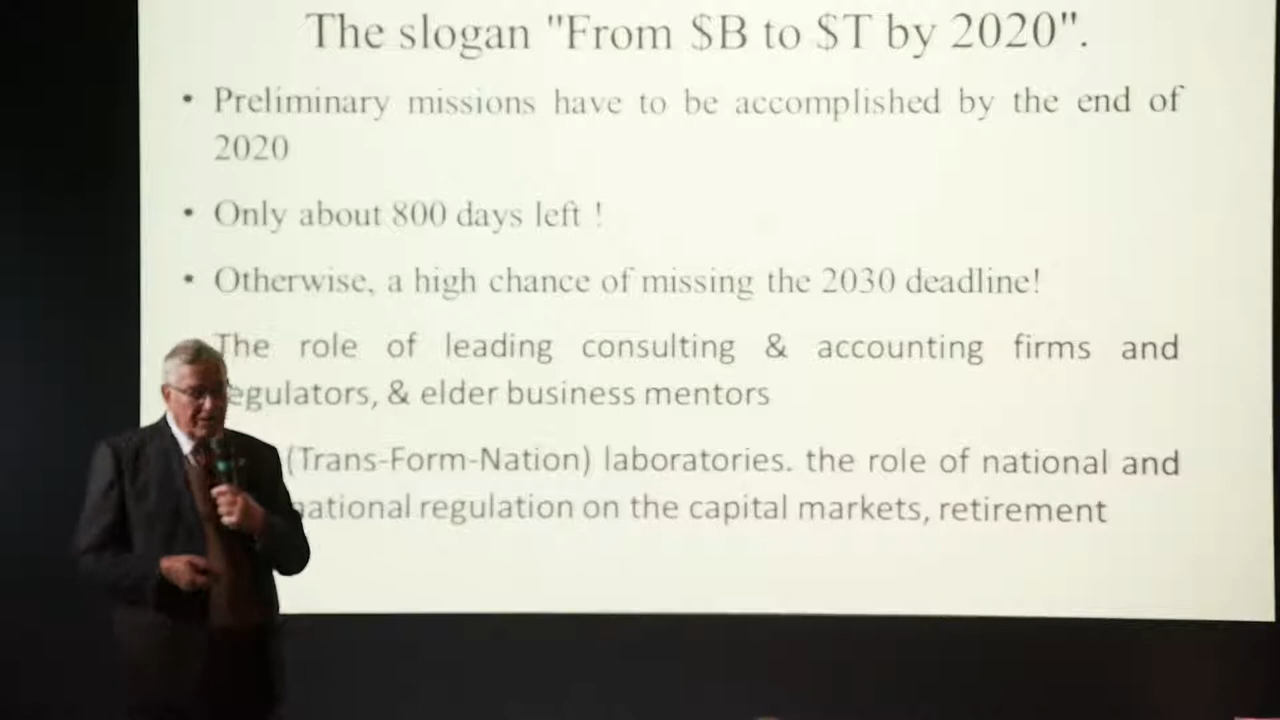 The slogan "From $B to $T by 2020".
• Preliminary missions have to be accomplished by the end of
2020
• Only about 800 days left !
• Otherwise, a high chance of missing the 2030 deadline!
The role of leading consulting & accounting firms and
egulators, & elder business mentors
(Trans-Form-Nation) laboratories. the role of national and
national regulation on the capital markets, retirement